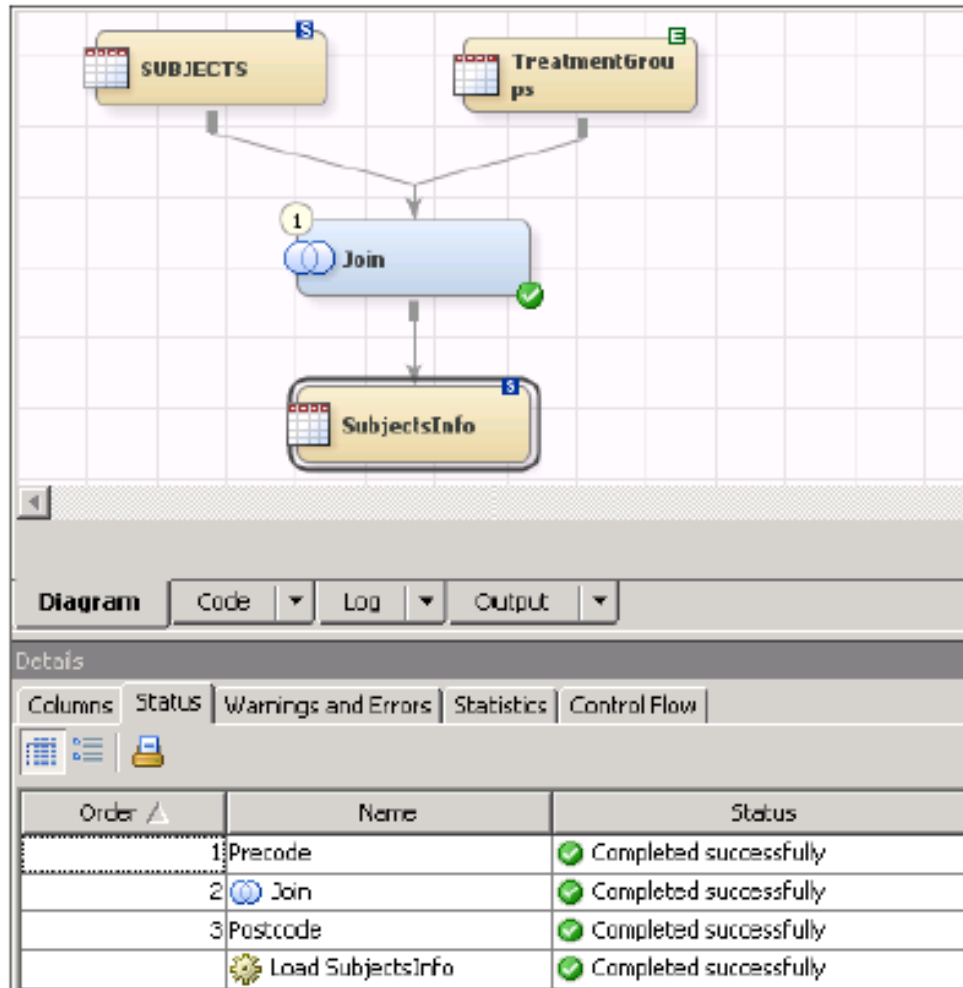 S
SUBJECTS
E
TreatmentGrou
ps
1
Join
S
SubjectsInfo
Diagram Code Log Output
Details
Columns Status Warnings and Errors Statistics Control Flow
Order Name Status
1 Precode Completed successfully
2 Join Completed successfully
3 Postcode Completed successfully
Load SubjectsInfo Completed successfully